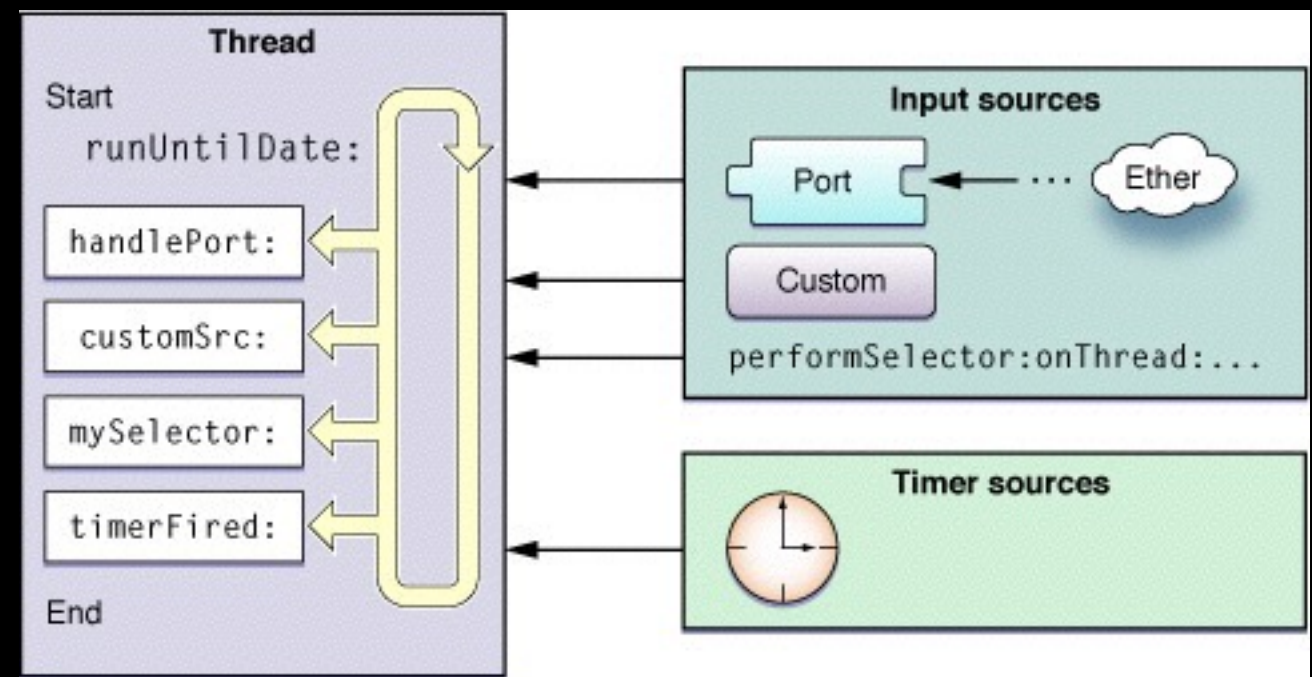 Thread
Start
runUntilDate:
handlePort:
customSrc:
mySelector:
timerFired:
End
Input sources
Port
... Ether
Custom
performSelector:onThread:...
Timer sources